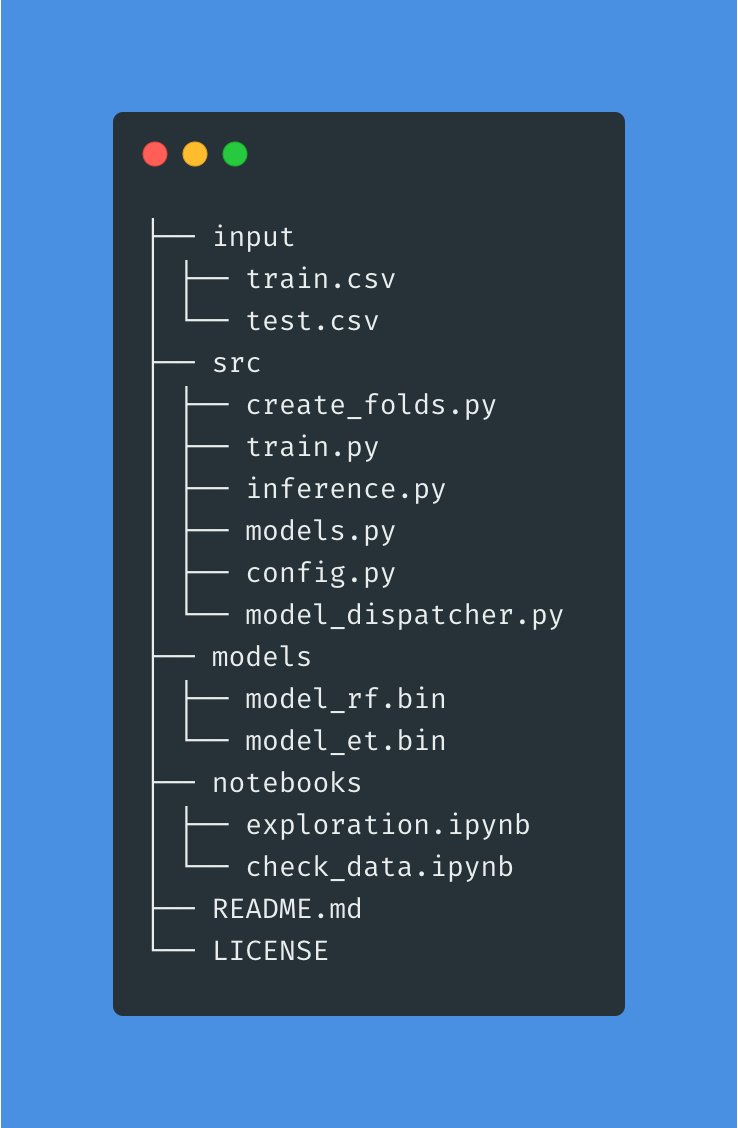 ├── input
│ ├── train.csv
│ └── test.csv
├── src
│ ├── create_folds.py
│ ├── train.py
│ ├── inference.py
│ ├── models.py
│ ├── config.py
│ └── model_dispatcher.py
├── models
│ ├── model_rf.bin
│ └── model_et.bin
├── notebooks
│ ├── exploration.ipynb
│ └── check_data.ipynb
├── README.md
└── LICENSE